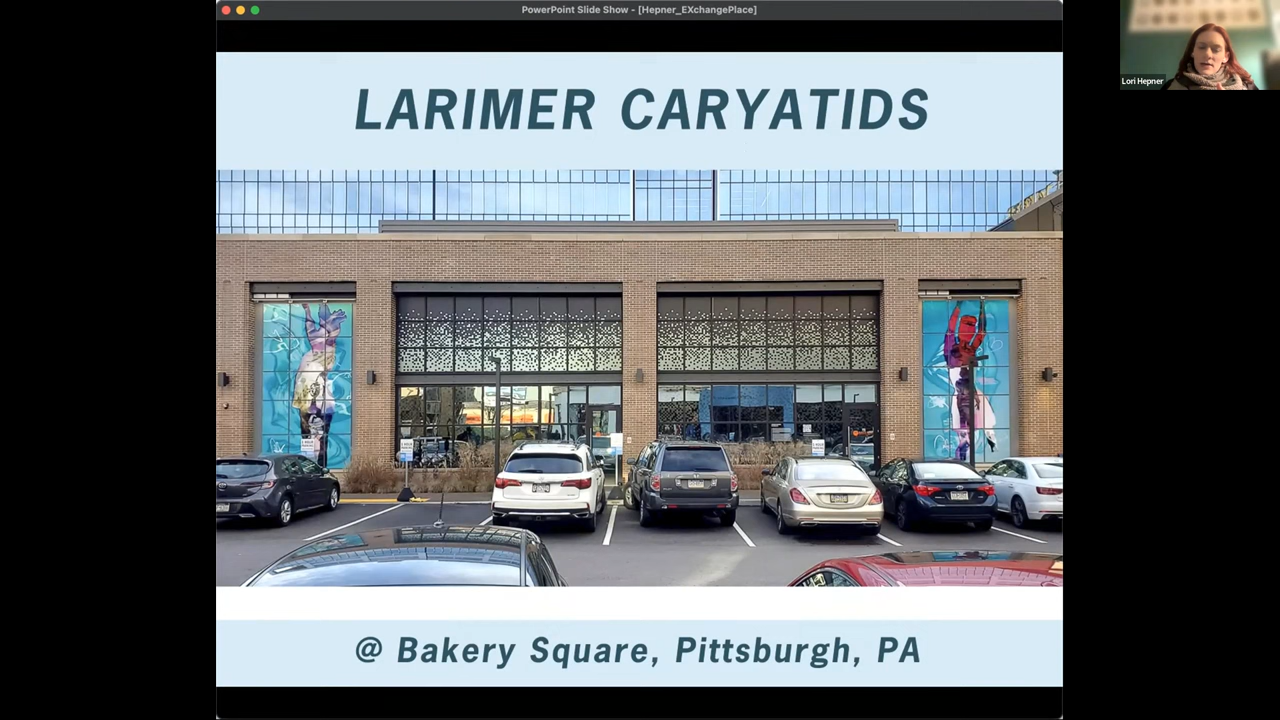 PowerPoint Slide Show - [Hepner_EXchangePlace]
Lori Hepner
LARIMER CARYATIDS
@ Bakery Square, Pittsburgh, PA